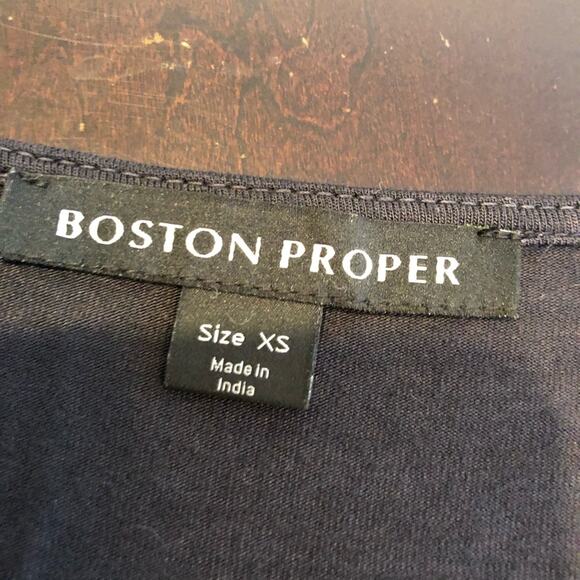 BOSTON PROPER
Size XS
Made in
India